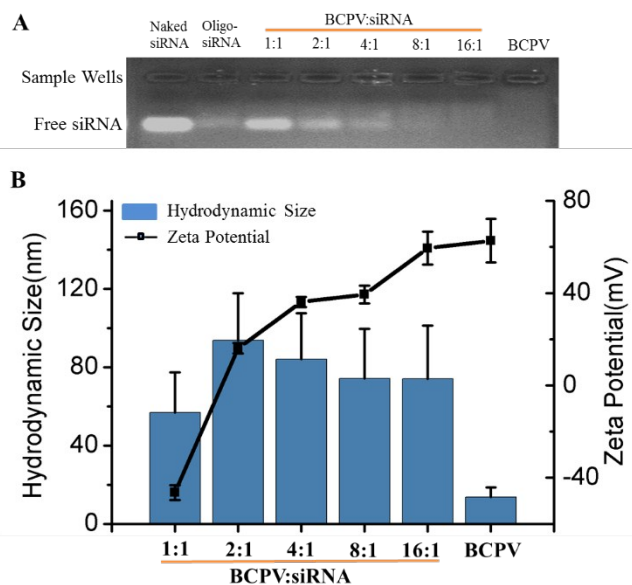 A
Naked
siRNA
Oligo-
siRNA
BCPV:siRNA
1:1 2:1 4:1 8:1 16:1
BCPV
Sample Wells
Free siRNA
B
Hydrodynamic Size
Zeta Potential
Hydrodynamic Size(nm)
160
120
80
40
0
80
40
0
-40
Zeta Potential(mV)
1:1 2:1 4:1 8:1 16:1 BCPV
BCPV:siRNA